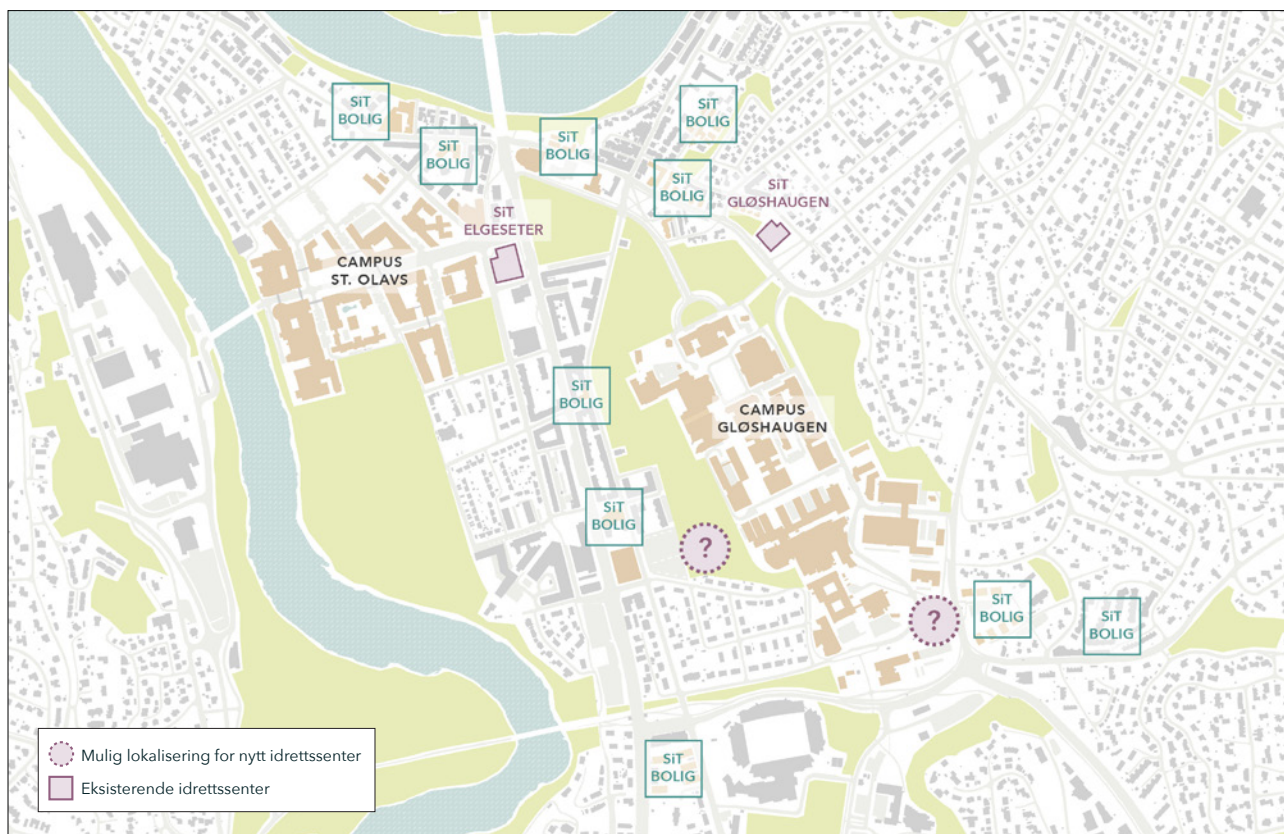 SiT
BOLIG
SiT
BOLIG
SiT
BOLIG
SiT
BOLIG
SiT
BOLIG
SiT
GLØSHAUGEN
SiT
ELGESETER
CAMPUS
ST. OLAVS
SiT
BOLIG
CAMPUS
GLØSHAUGEN
SiT
BOLIG
?
?
SiT
BOLIG
SiT
BOLIG
SiT
BOLIG
Mulig lokalisering for nytt idrettssenter
Eksisterende idrettssenter